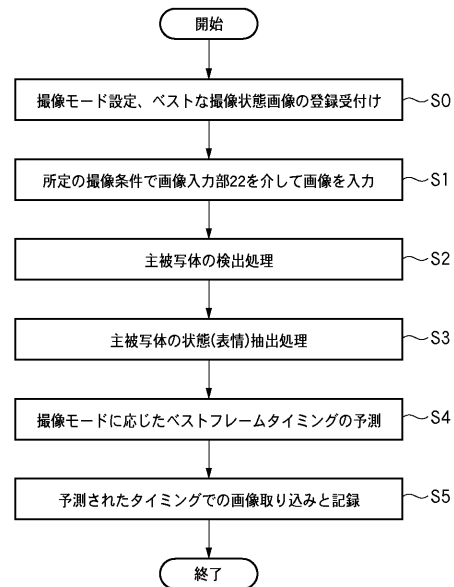 開始
撮像モード設定、ベストな撮像状態画像の登録受付け
S0
所定の撮像条件で画像入力部22を介して画像を入力
S1
主被写体の検出処理
S2
主被写体の状態(表情)抽出処理
S3
撮像モードに応じたベストフレームタイミングの予測
S4
予測されたタイミングでの画像取り込みと記録
S5
終了